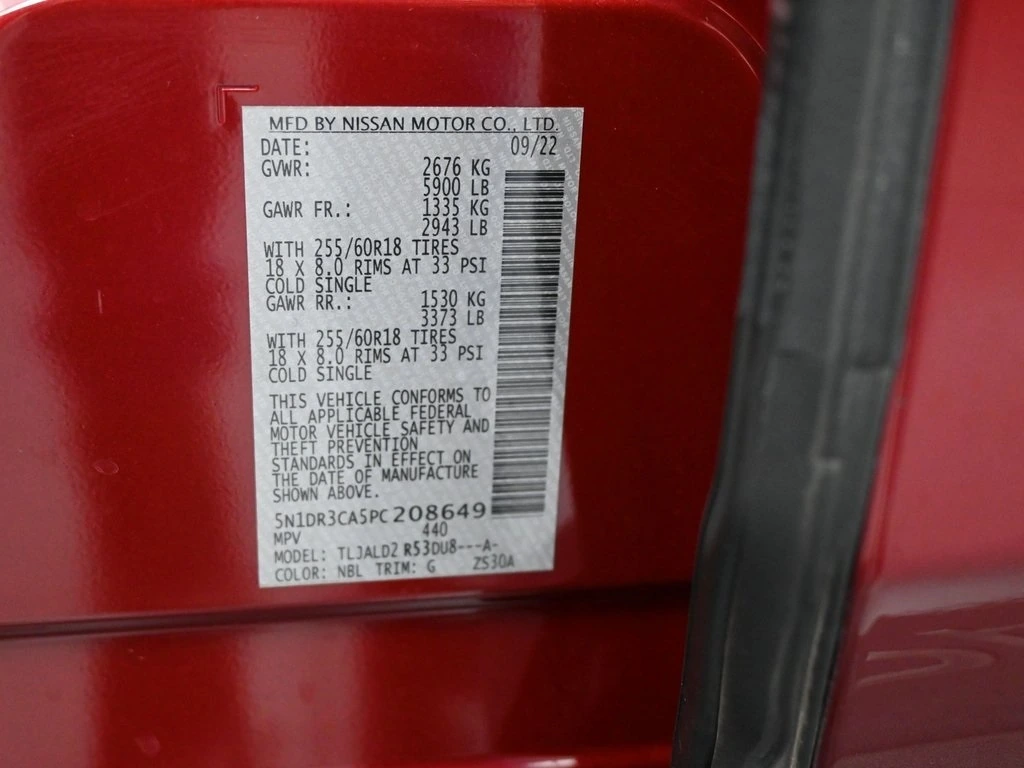 MFD BY NISSAN MOTOR CO., LTD.
DATE: 09/22
GVWR: 2676 KG
5900 LB
GAWR FR.: 1335 KG
2943 LB
WITH 255/60R18 TIRES
18 X 8.0 RIMS AT 33 PSI
COLD SINGLE
GAWR RR.: 1530 KG
3373 LB
WITH 255/60R18 TIRES
18 X 8.0 RIMS AT 33 PSI
COLD SINGLE
THIS VEHICLE CONFORMS TO
ALL APPLICABLE FEDERAL
MOTOR VEHICLE SAFETY AND
THEFT PREVENTION
STANDARDS IN EFFECT ON
THE DATE OF MANUFACTURE
SHOWN ABOVE.
5N1DR3CA5PC208649
MPV 440
MODEL: TLJALD2 R53DU8---A-
COLOR: NBL TRIM: G ZS30A